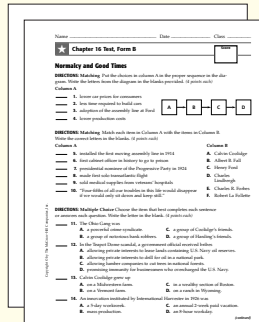 Name Date Class
Chapter 16 Test, Form B
Score
Normalcy and Good Times
DIRECTIONS: Matching Put the choices in column A in the proper sequence in the dia-
gram. Write the letters from the diagram in the blanks provided. (4 points each)
Column A
1. lower car prices for consumers
2. less time required to build cars
3. adoption of the assembly line at Ford
4. lower production costs
A B C D
DIRECTIONS: Matching Match each item in Column A with the items in Column B.
Write the correct letters in the blanks. (4 points each)
Column A Column B
5. installed the first moving assembly line in 1914
6. first cabinet officer in history to go to prison
7. presidential nominee of the Progressive Party in 1924
8. made first solo transatlantic flight
9. sold medical supplies from veterans' hospitals
10. "Four-fifths of all our troubles in this life would disappear
if we would only sit down and keep still."
A. Calvin Coolidge
B. Albert B. Fall
C. Henry Ford
D. Charles
Lindbergh
E. Charles R. Forbes
F. Robert La Follette
DIRECTIONS: Multiple Choice Choose the item that best completes each sentence
or answers each question. Write the letter in the blank. (4 points each)
11. The Ohio Gang was
A. a powerful crime syndicate. C. a group of Coolidge's friends.
B. a group of notorious bank robbers. D. a group of Harding's friends.
12. In the Teapot Dome scandal, a government official received bribes
A. allowing private interests to lease lands containing U.S. Navy oil reserves.
B. allowing private interests to drill for oil in a national park.
C. allowing lumber companies to cut trees in national forests.
D. promising immunity for businessmen who overcharged the U.S. Navy.
13. Calvin Coolidge grew up
A. on a Midwestern farm. C. in a wealthy section of Boston.
B. on a Vermont farm. D. on a ranch in Wyoming.
14. An innovation instituted by International Harvester in 1926 was
A. a 5-day workweek. C. an annual 2-week paid vacation.
B. mass production. D. an 8-hour workday.
(continued)